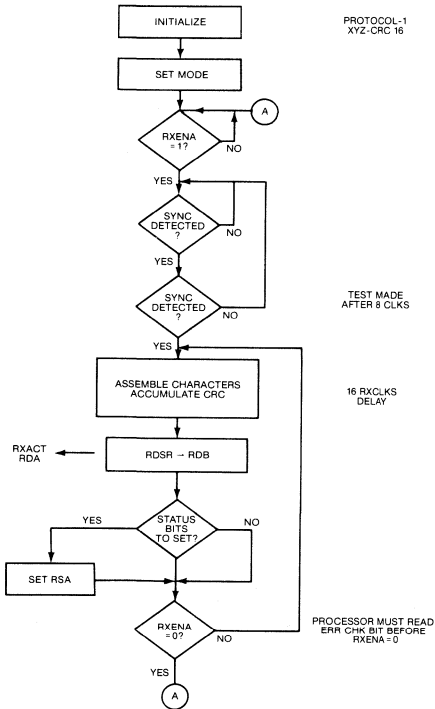 INITIALIZE
PROTOCOL-1
XYZ-CRC 16
SET MODE
A
RXENA
= 1?
NO
YES
SYNC
DETECTED
?
NO
YES
SYNC
DETECTED
?
NO
TEST MADE
AFTER 8 CLKS
YES
ASSEMBLE CHARACTERS
ACCUMULATE CRC
16 RXCLKS
DELAY
RXACT
RDA
RDSR → RDB
YES
STATUS
BITS
TO SET?
NO
SET RSA
RXENA
= 0?
NO
PROCESSOR MUST READ
ERR CHK BIT BEFORE
RXENA = 0
YES
A